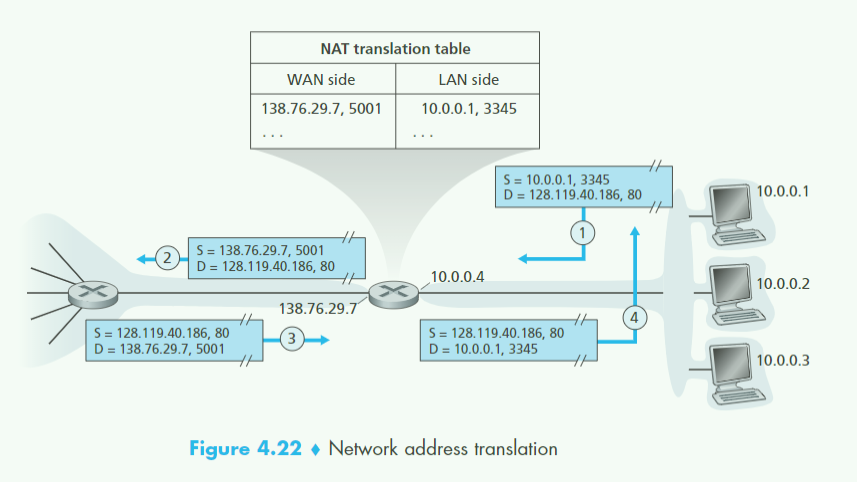 NAT translation table
WAN side
LAN side
138.76.29.7, 5001
10.0.0.1, 3345
. . .
. . .
S = 10.0.0.1, 3345
D = 128.119.40.186, 80
10.0.0.1
1
S = 138.76.29.7, 5001
D = 128.119.40.186, 80
2
10.0.0.4
10.0.0.2
138.76.29.7
4
S = 128.119.40.186, 80
D = 138.76.29.7, 5001
3
S = 128.119.40.186, 80
D = 10.0.0.1, 3345
10.0.0.3
Figure 4.22 ♦ Network address translation